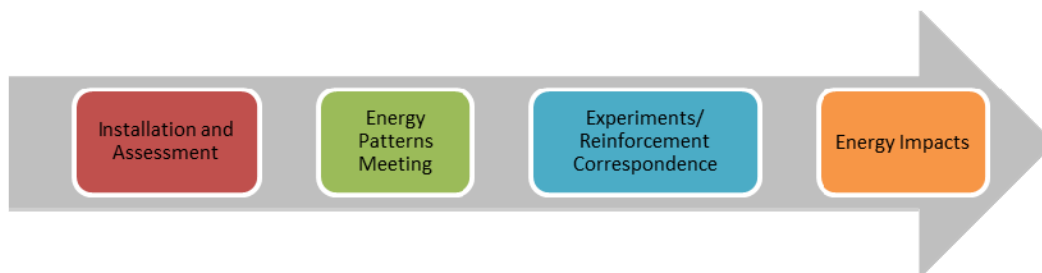 Installation and
Assessment
Energy
Patterns
Meeting
Experiments/
Reinforcement
Correspondence
Energy Impacts